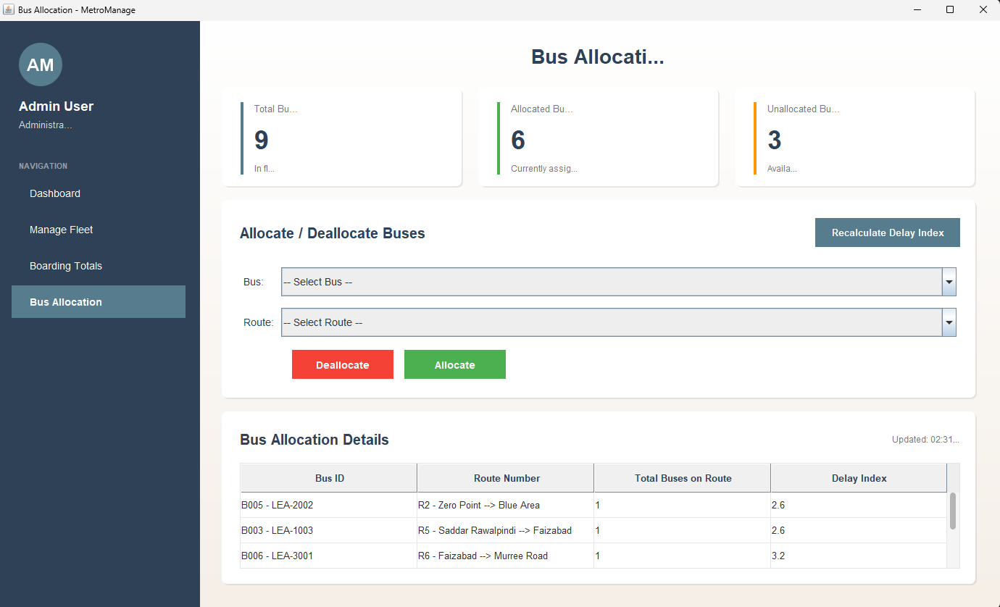 Bus Allocation - MetroManage
AM
Admin User
Administra...
NAVIGATION
Dashboard
Manage Fleet
Boarding Totals
Bus Allocation
Bus Allocati...
Total Bu...
9
In fl...
Allocated Bu...
6
Currently assig...
Unallocated Bu...
3
Availa...
Allocate / Deallocate Buses
Recalculate Delay Index
Bus: -- Select Bus --
Route: -- Select Route --
Deallocate Allocate
Bus Allocation Details
Updated: 02:31...
Bus ID Route Number Total Buses on Route Delay Index
B005 - LEA-2002 R2 - Zero Point --> Blue Area 1 2.6
B003 - LEA-1003 R5 - Saddar Rawalpindi --> Faizabad 1 2.6
B006 - LEA-3001 R6 - Faizabad --> Murree Road 1 3.2